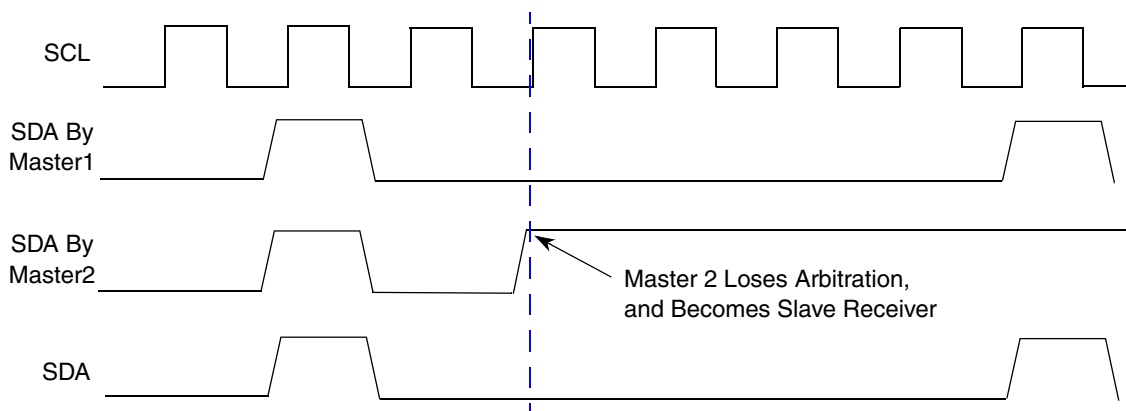 SCL
SDA By
Master1
SDA By
Master2
Master 2 Loses Arbitration,
and Becomes Slave Receiver
SDA